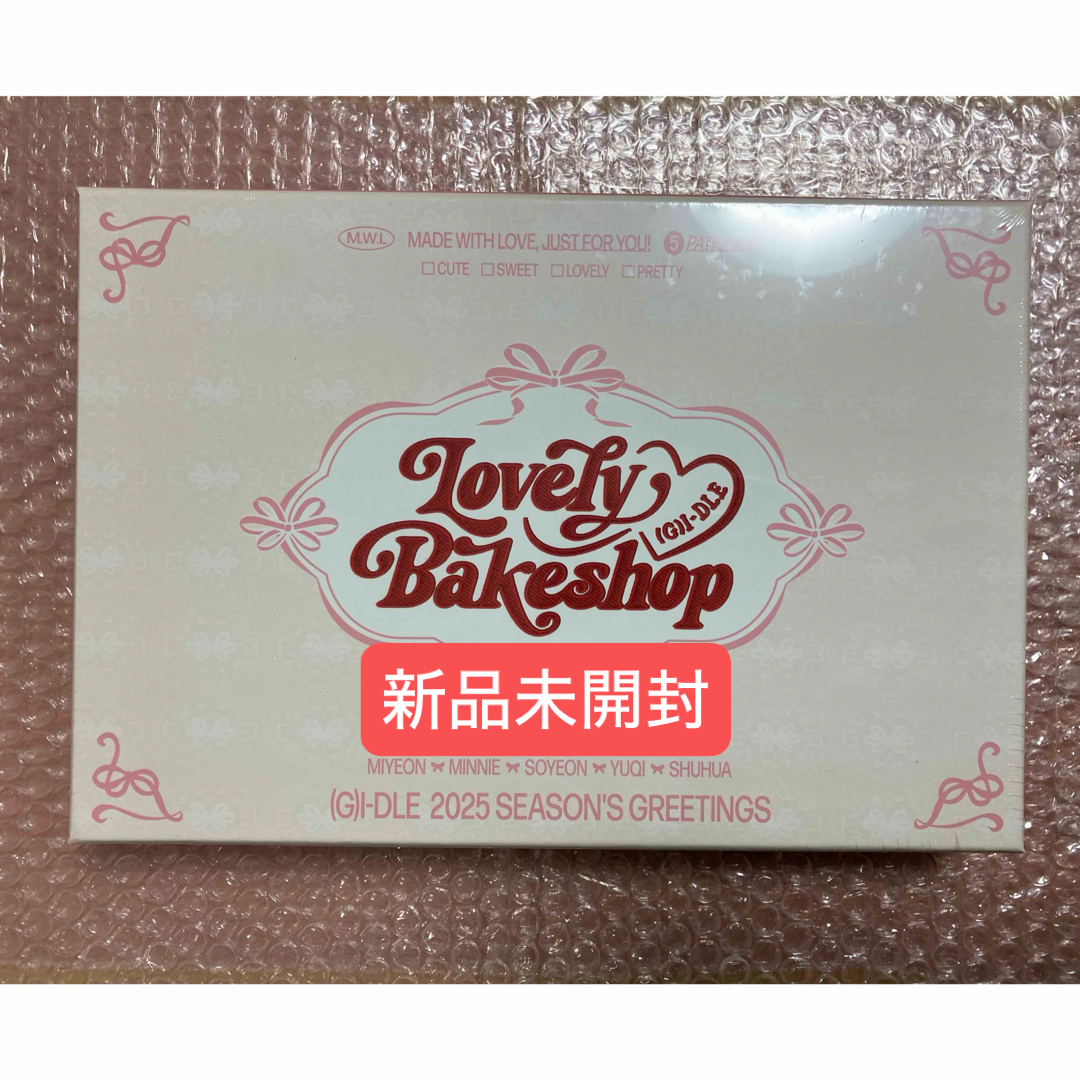 M.W.L MADE WITH LOVE, JUST FOR YOU! 5
CUTE SWEET LOVELY PRETTY
Lovely
(G)I-DLE
Bakeshop
新品未開封
MIYEON MINNIE SOYEON YUQI SHUHUA
(G)I-DLE 2025 SEASON'S GREETINGS